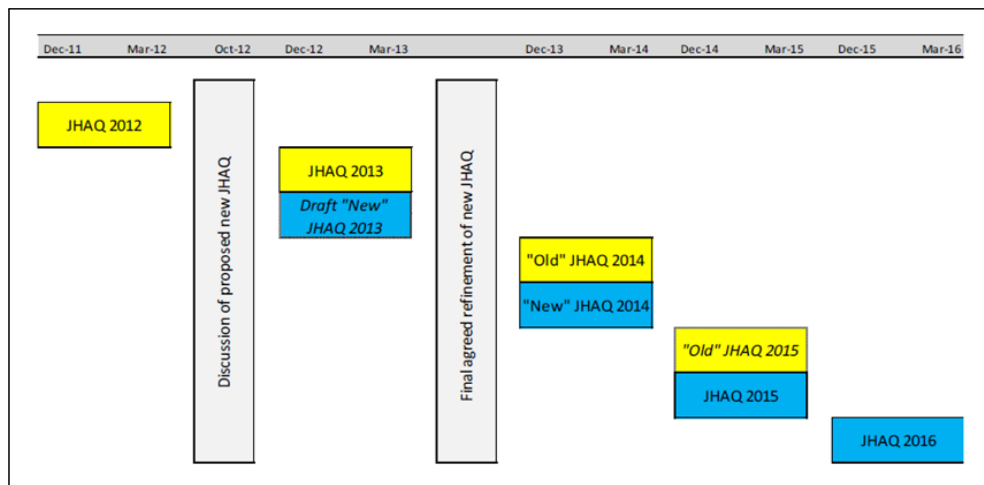 Dec-11 Mar-12 Oct-12 Dec-12 Mar-13 Dec-13 Mar-14 Dec-14 Mar-15 Dec-15 Mar-16
JHAQ 2012
Discussion of proposed new JHAQ
JHAQ 2013
Draft "New"
JHAQ 2013
Final agreed refinement of new JHAQ
"Old" JHAQ 2014
"New" JHAQ 2014
"Old" JHAQ 2015
JHAQ 2015
JHAQ 2016